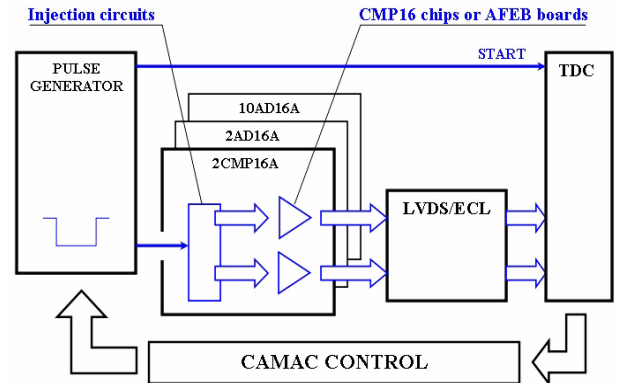 Injection circuits
CMP16 chips or AFEB boards
PULSE
GENERATOR
START
TDC
10AD16A
2AD16A
2CMP16A
LVDS/ECL
CAMAC CONTROL